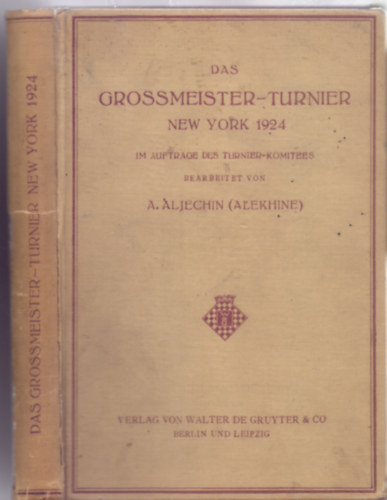 DAS GROSSMEISTER-TURNIER NEW YORK 1924
DAS
GROSSMEISTER-TURNIER
NEW YORK 1924
IM AUFTRAGE DES TURNIER-KOMITEES
BEARBEITET VON
A. ALJECHIN (ALEKHINE)
VERLAG VON WALTER DE GRUYTER & CO
BERLIN UND LEIPZIG